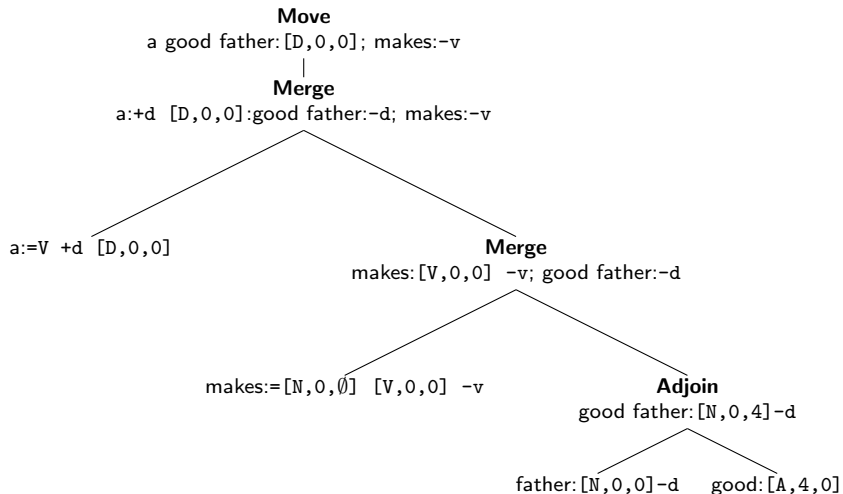 Move
a good father:[D,0,0]; makes:-v
Merge
a:+d [D,0,0]:good father:-d; makes:-v
a:=V +d [D,0,0]
Merge
makes:[V,0,0] -v; good father:-d
makes:=[N,0,∅] [V,0,0] -v
Adjoin
good father:[N,0,4]-d
father:[N,0,0]-d
good:[A,4,0]